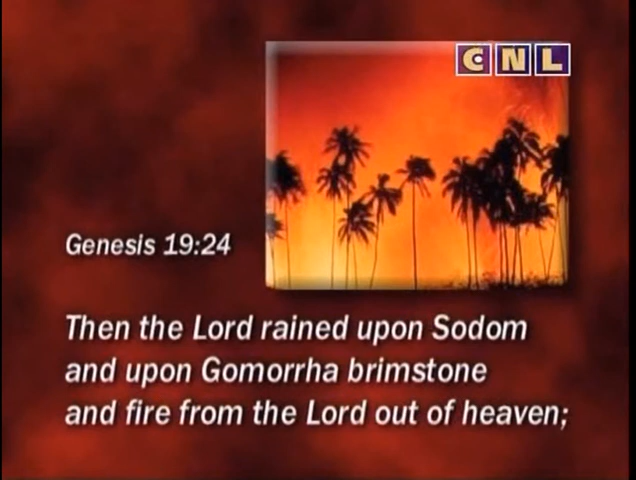 CNL
Genesis 19:24
Then the Lord rained upon Sodom
and upon Gomorrha brimstone
and fire from the Lord out of heaven;